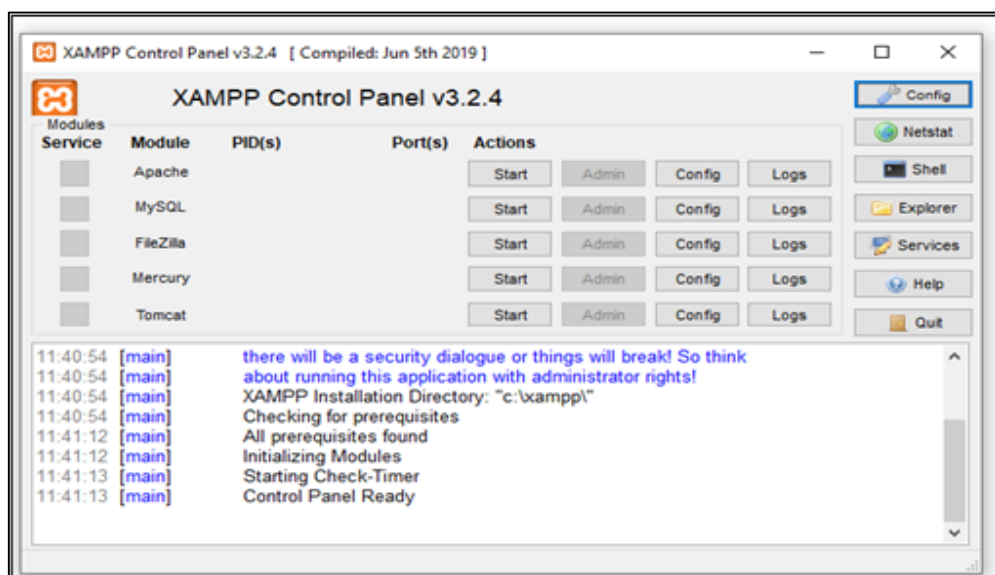 XAMPP Control Panel v3.2.4 [ Compiled: Jun 5th 2019 ]
XAMPP Control Panel v3.2.4
Config
Modules
Netstat
Service Module PID(s) Port(s) Actions
Apache Start Admin Config Logs
Shell
MySQL Start Admin Config Logs
Explorer
FileZilla Start Admin Config Logs
Services
Mercury Start Admin Config Logs
Help
Tomcat Start Admin Config Logs
Quit
11:40:54 [main] there will be a security dialogue or things will break! So think
11:40:54 [main] about running this application with administrator rights!
11:40:54 [main] XAMPP Installation Directory: "c:\xampp\"
11:40:54 [main] Checking for prerequisites
11:41:12 [main] All prerequisites found
11:41:12 [main] Initializing Modules
11:41:13 [main] Starting Check-Timer
11:41:13 [main] Control Panel Ready